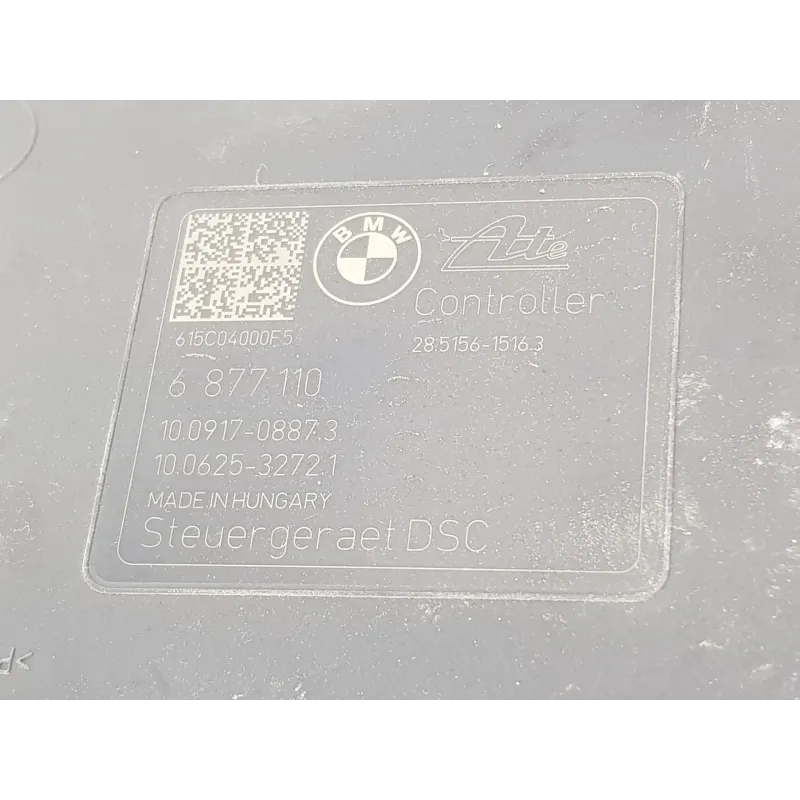 BMW
Ate
Controller
615C04000F5
28.5156-1516.3
6 877 110
10.0917-0887.3
10.0625-3272.1
MADE IN HUNGARY
Steuergeraet DSC
>P